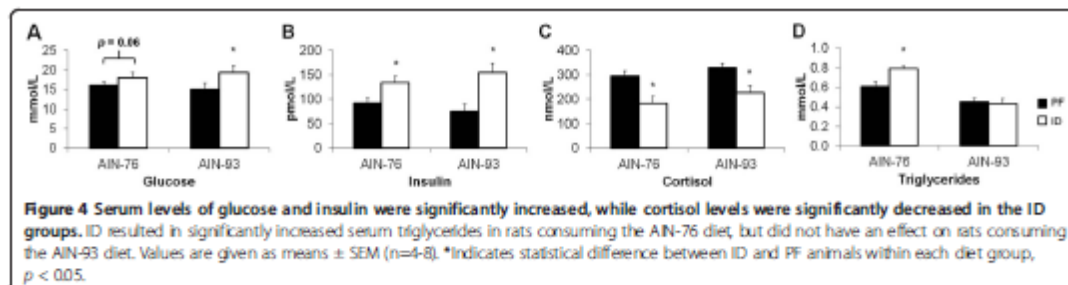 A B C D
p = 0.06
* * * * * *
mmol/L
25
20
15
10
5
0
AIN-76 AIN-93
Glucose
pmol/L
200
150
100
50
0
AIN-76 AIN-93
Insulin
nmol/L
400
300
200
100
0
AIN-76 AIN-93
Cortisol
mmol/L
1.0
0.8
0.6
0.4
0.2
0.0
AIN-76 AIN-93
Triglycerides
PF
ID
Figure 4 Serum levels of glucose and insulin were significantly increased, while cortisol levels were significantly decreased in the ID
groups. ID resulted in significantly increased serum triglycerides in rats consuming the AIN-76 diet, but did not have an effect on rats consuming
the AIN-93 diet. Values are given as means ± SEM (n=4-8). *Indicates statistical difference between ID and PF animals within each diet group,
p < 0.05.